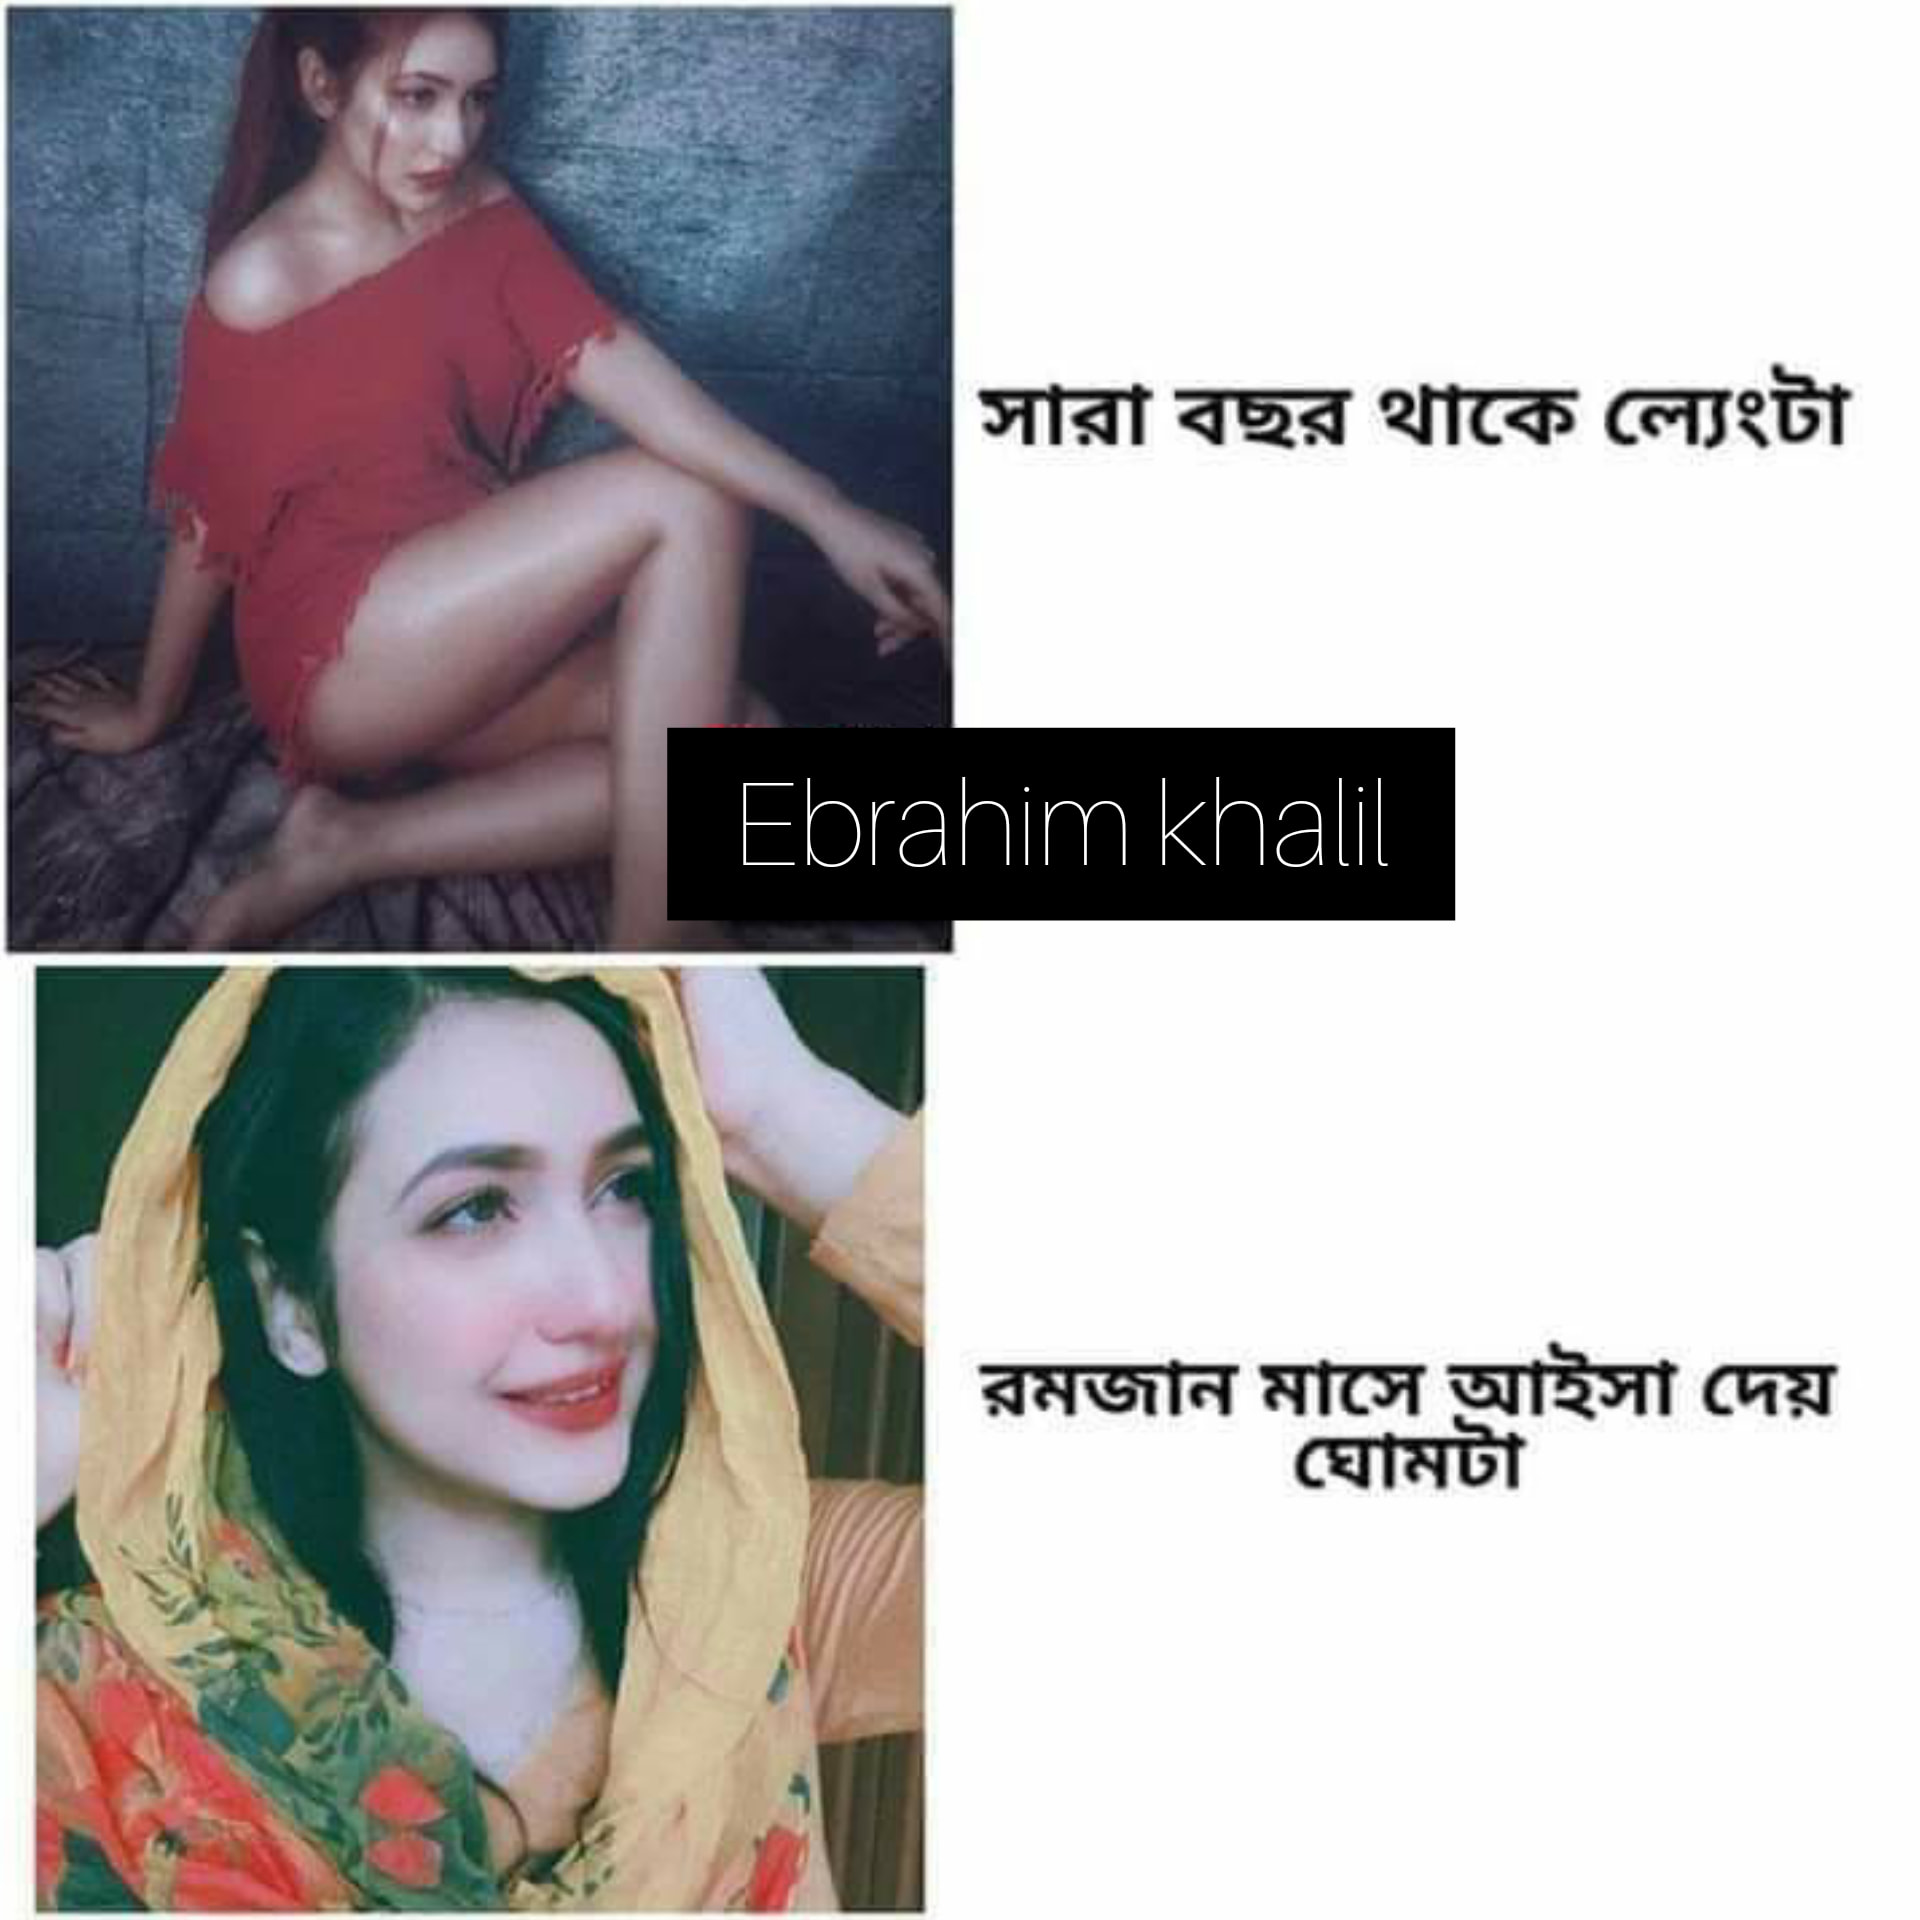 সারা বছর থাকে ল্যেংটা
Ebrahim khalil
রমজান মাসে আইসা দেয়
ঘোমটা